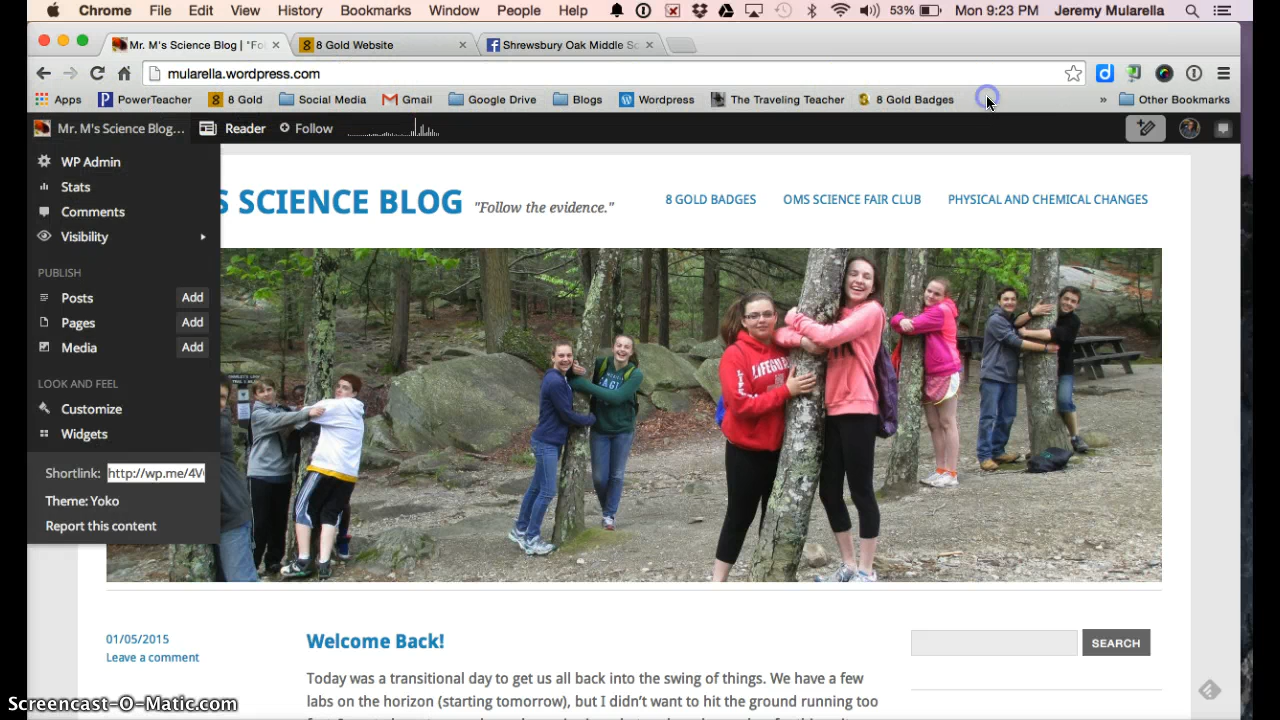 Chrome File Edit View History Bookmarks Window People Help 53% Mon 9:23 PM Jeremy Mularella
Mr. M's Science Blog | "Fo 8 Gold Website Shrewsbury Oak Middle Sc
mularella.wordpress.com
Apps PowerTeacher 8 Gold Social Media Gmail Google Drive Blogs Wordpress The Traveling Teacher 8 Gold Badges » Other Bookmarks
Mr. M's Science Blog... Reader Follow
WP Admin
Stats
Comments
Visibility
PUBLISH
Posts Add
Pages Add
Media Add
LOOK AND FEEL
Customize
Widgets
Shortlink: http://wp.me/4V
Theme: Yoko
Report this content
S SCIENCE BLOG "Follow the evidence."
8 GOLD BADGES OMS SCIENCE FAIR CLUB PHYSICAL AND CHEMICAL CHANGES
01/05/2015
Leave a comment
Welcome Back!
Today was a transitional day to get us all back into the swing of things. We have a few
labs on the horizon (starting tomorrow), but I didn't want to hit the ground running too
SEARCH
Screencast-O-Matic.com